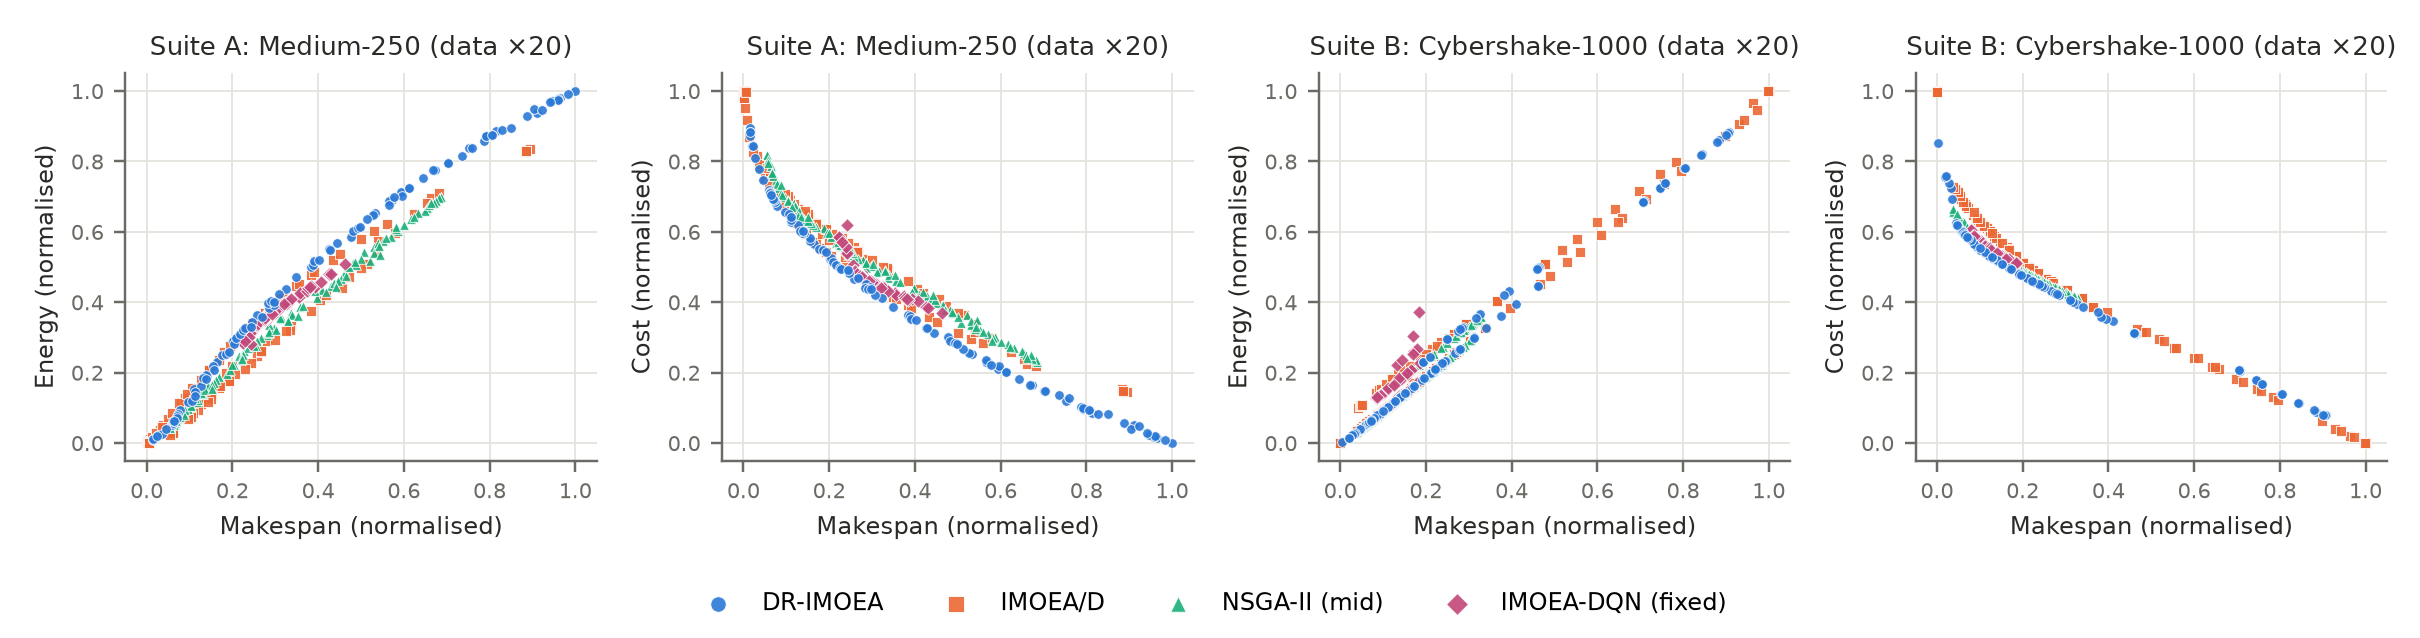 Suite A: Medium-250 (data ×20)
Energy (normalised)
1.0
0.8
0.6
0.4
0.2
0.0
0.0 0.2 0.4 0.6 0.8 1.0
Makespan (normalised)
Suite A: Medium-250 (data ×20)
Cost (normalised)
1.0
0.8
0.6
0.4
0.2
0.0
0.0 0.2 0.4 0.6 0.8 1.0
Makespan (normalised)
Suite B: Cybershake-1000 (data ×20)
Energy (normalised)
1.0
0.8
0.6
0.4
0.2
0.0
0.0 0.2 0.4 0.6 0.8 1.0
Makespan (normalised)
Suite B: Cybershake-1000 (data ×20)
Cost (normalised)
1.0
0.8
0.6
0.4
0.2
0.0
0.0 0.2 0.4 0.6 0.8 1.0
Makespan (normalised)
DR-IMOEA IMOEA/D NSGA-II (mid) IMOEA-DQN (fixed)